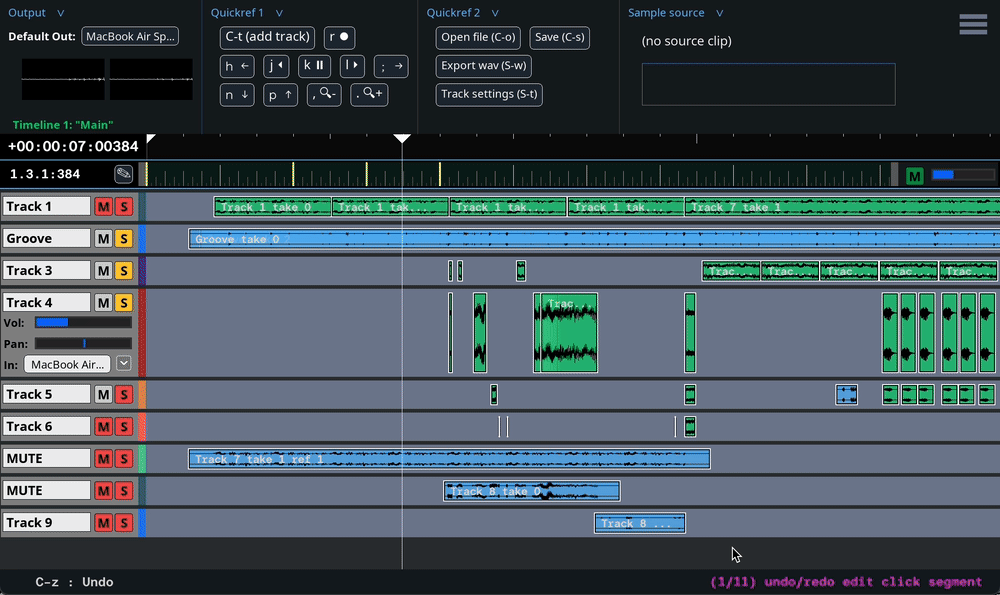 Output ∨
Default Out: MacBook Air Sp...
Timeline 1: "Main"
Quickref 1 ∨
C-t (add track) r ●
h ← j k l ; →
n ↓ p ↑ , - . +
Quickref 2 ∨
Open file (C-o) Save (C-s)
Export wav (S-w)
Track settings (S-t)
Sample source ∨
(no source clip)
+00:00:07:00384
1.3.1:384 M
Track 1 M S Track 1 take 0 Track 1 tak... Track 1 tak... Track 1 tak... Track 7 take 1
Groove M S Groove take 0
Track 3 M S Trac... Trac... Trac... Trac... Trac...
Track 4 M S Trac...
Vol:
Pan:
In: MacBook Air...
Track 5 M S
Track 6 M S
MUTE M S Track 7 take 1 ref 1
MUTE M S Track 8 take 0
Track 9 M S Track 8 ...
C-z : Undo (1/11) undo/redo edit click segment